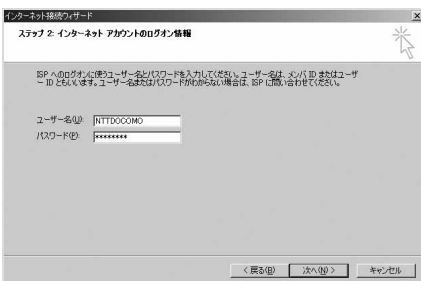 インターネット接続ウィザード
ステップ 2: インターネット アカウントのログオン情報
ISP へのログオンに使うユーザー名とパスワードを入力してください。ユーザー名は、メンバ ID またはユーザ
ー ID ともいいます。ユーザー名またはパスワードがわからない場合は、ISP に問い合わせてください。
ユーザー名(U): NTTDOCOMO
パスワード(P): ********
< 戻る(B) 次へ(N) > キャンセル